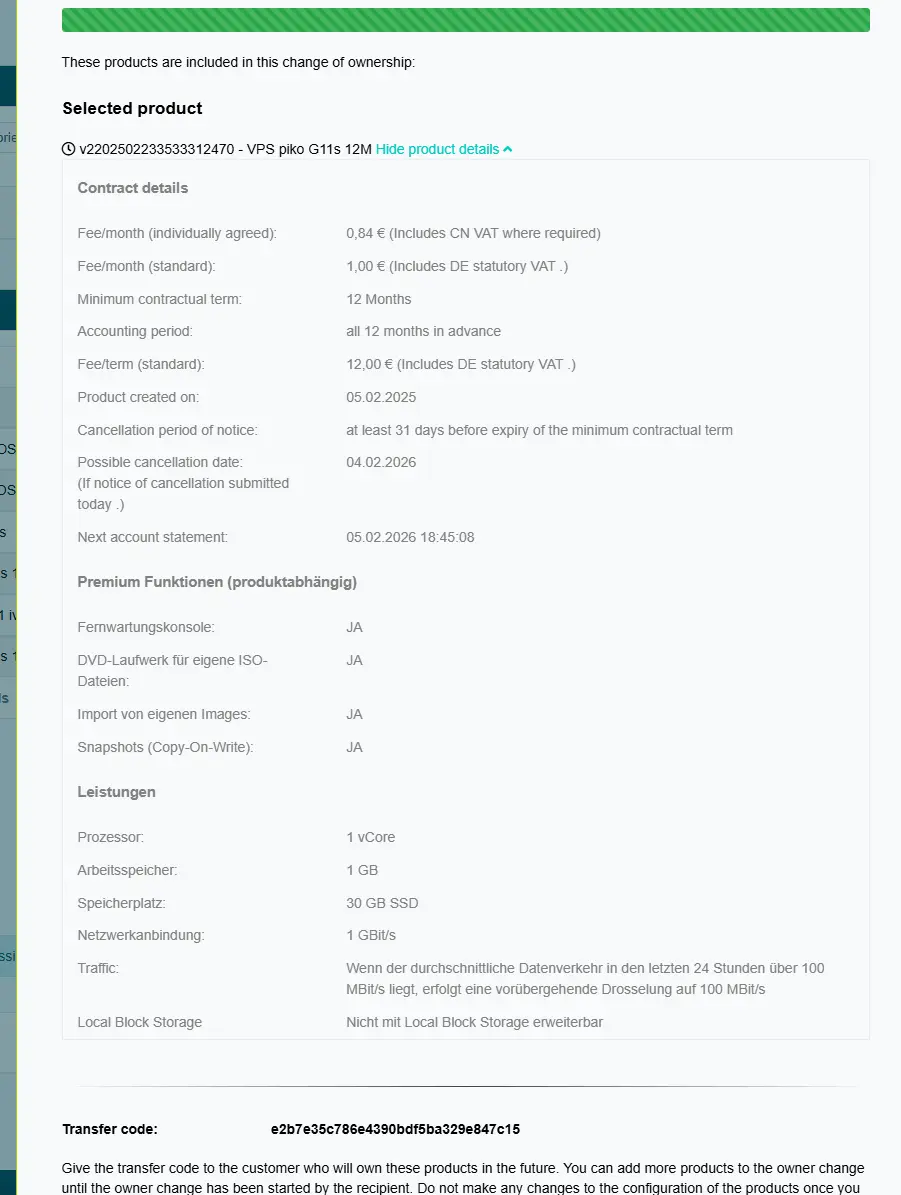 These products are included in this change of ownership:
Selected product
v2202502233533312470 - VPS piko G11s 12M Hide product details
Contract details
Fee/month (individually agreed): 0,84 € (Includes CN VAT where required)
Fee/month (standard): 1,00 € (Includes DE statutory VAT .)
Minimum contractual term: 12 Months
Accounting period: all 12 months in advance
Fee/term (standard): 12,00 € (Includes DE statutory VAT .)
Product created on: 05.02.2025
Cancellation period of notice: at least 31 days before expiry of the minimum contractual term
Possible cancellation date: 04.02.2026
(If notice of cancellation submitted
today .)
Next account statement: 05.02.2026 18:45:08
Premium Funktionen (produktabhängig)
Fernwartungskonsole: JA
DVD-Laufwerk für eigene ISO-
Dateien: JA
Import von eigenen Images: JA
Snapshots (Copy-On-Write): JA
Leistungen
Prozessor: 1 vCore
Arbeitsspeicher: 1 GB
Speicherplatz: 30 GB SSD
Netzwerkanbindung: 1 GBit/s
Traffic: Wenn der durchschnittliche Datenverkehr in den letzten 24 Stunden über 100
MBit/s liegt, erfolgt eine vorübergehende Drosselung auf 100 MBit/s
Local Block Storage Nicht mit Local Block Storage erweiterbar
Transfer code: e2b7e35c786e4390bdf5ba329e847c15
Give the transfer code to the customer who will own these products in the future. You can add more products to the owner change
until the owner change has been started by the recipient. Do not make any changes to the configuration of the products once you